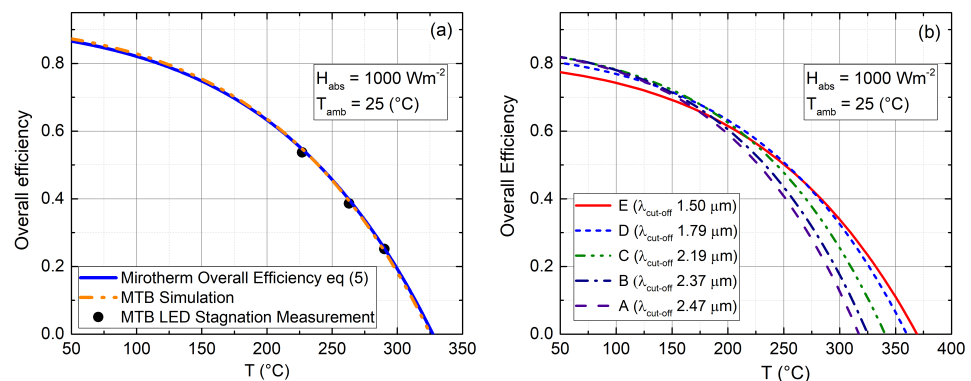 (a)
Overall efficiency
0.8
0.6
0.4
0.2
0.0
H_abs = 1000 Wm⁻²
T_amb = 25 (°C)
Mirotherm Overall Efficiency eq (5)
MTB Simulation
MTB LED Stagnation Measurement
50 100 150 200 250 300 350
T (°C)
(b)
Overall Efficiency
0.8
0.6
0.4
0.2
0.0
H_abs = 1000 Wm⁻²
T_amb = 25 (°C)
E (λ_cut-off 1.50 μm)
D (λ_cut-off 1.79 μm)
C (λ_cut-off 2.19 μm)
B (λ_cut-off 2.37 μm)
A (λ_cut-off 2.47 μm)
50 100 150 200 250 300 350 400
T (°C)